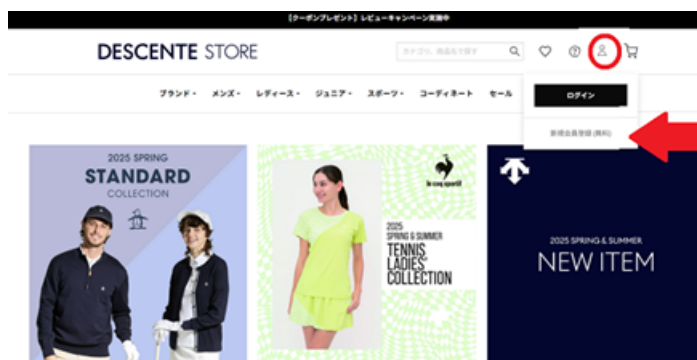 【クーポンプレゼント】レビューキャンペーン実施中
DESCENTE STORE
カテゴリ、商品名で探す
ブランド メンズ レディース ジュニア スポーツ コーディネート セール
ログイン
新規会員登録(無料)
2025 SPRING
STANDARD
COLLECTION
le coq sportif
2025
SPRING & SUMMER
TENNIS
LADIES
COLLECTION
2025 SPRING & SUMMER
NEW ITEM